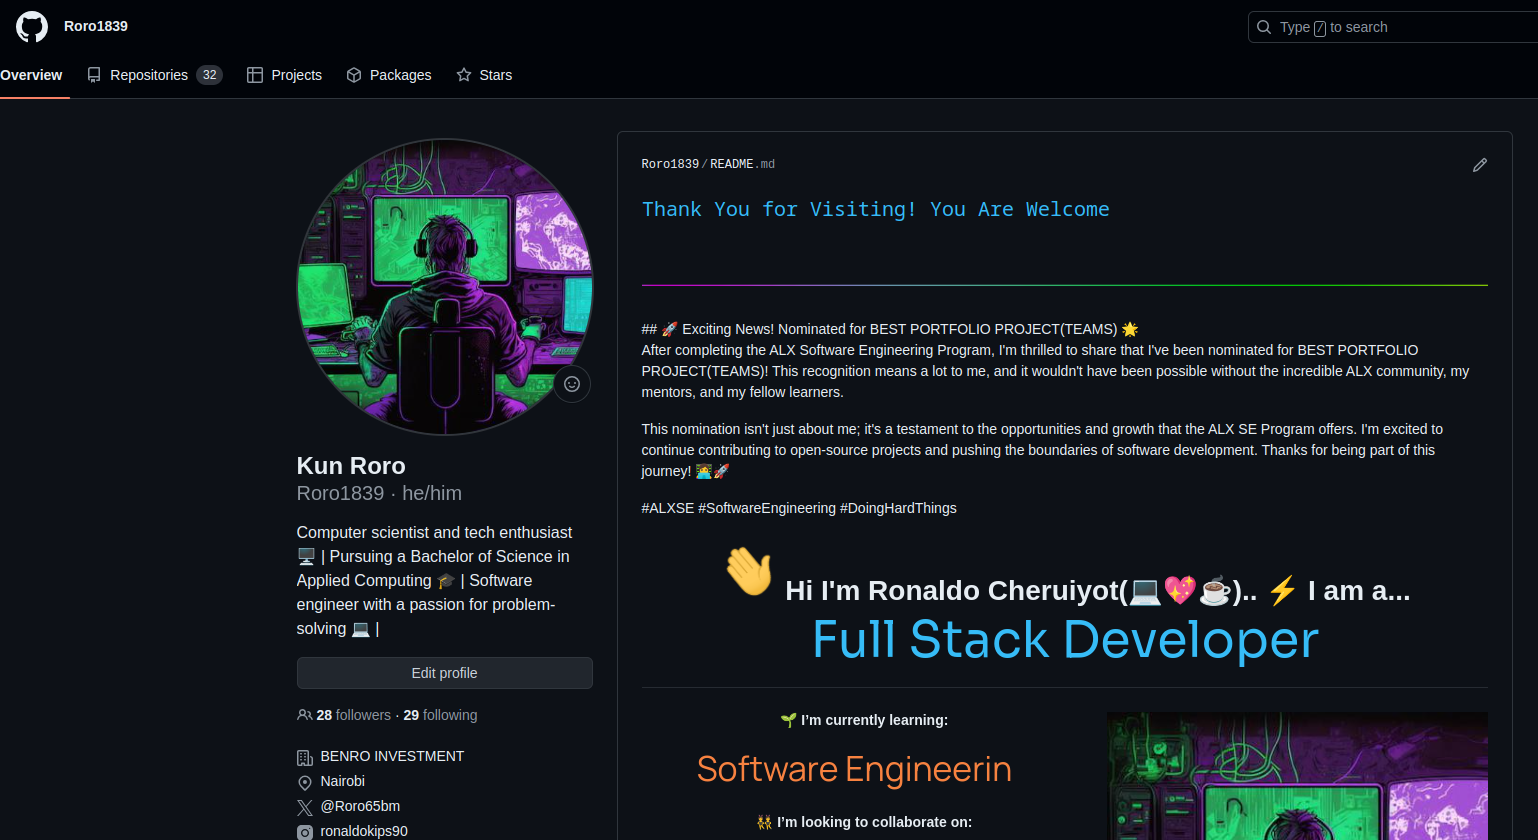 Roro1839
Type / to search
Overview
Repositories 32
Projects
Packages
Stars
Kun Roro
Roro1839 · he/him
Computer scientist and tech enthusiast
🖥️ | Pursuing a Bachelor of Science in
Applied Computing 🎓 | Software
engineer with a passion for problem-
solving 💻 |
Edit profile
28 followers · 29 following
BENRO INVESTMENT
Nairobi
@Roro65bm
ronaldokips90
Roro1839/README.md
Thank You for Visiting! You Are Welcome
## 🚀 Exciting News! Nominated for BEST PORTFOLIO PROJECT(TEAMS) 🌟
After completing the ALX Software Engineering Program, I'm thrilled to share that I've been nominated for BEST PORTFOLIO
PROJECT(TEAMS)! This recognition means a lot to me, and it wouldn't have been possible without the incredible ALX community, my
mentors, and my fellow learners.
This nomination isn't just about me; it's a testament to the opportunities and growth that the ALX SE Program offers. I'm excited to
continue contributing to open-source projects and pushing the boundaries of software development. Thanks for being part of this
journey! 👩‍💻🚀
#ALXSE #SoftwareEngineering #DoingHardThings
👋 Hi I'm Ronaldo Cheruiyot(💻💖☕).. ⚡ I am a...
Full Stack Developer
🌱 I’m currently learning:
Software Engineerin
👯 I’m looking to collaborate on: